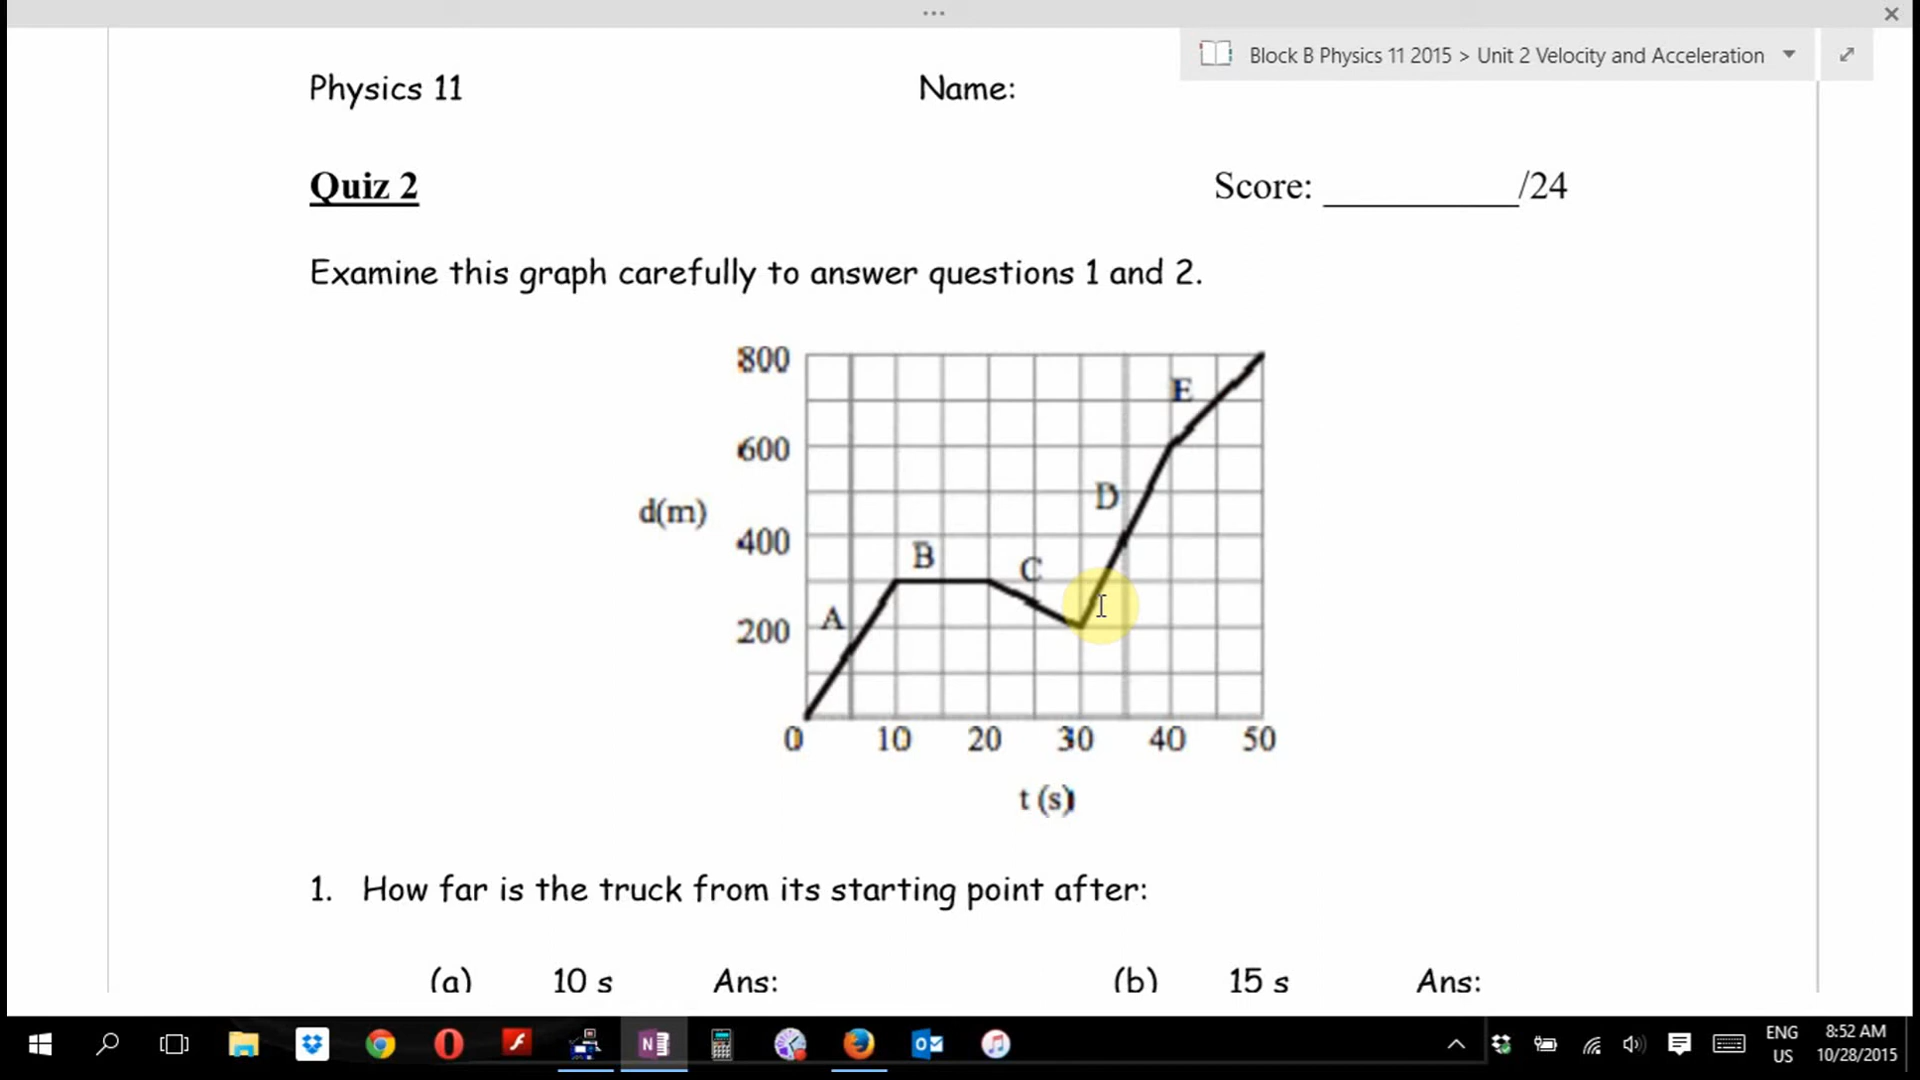 Block B Physics 11 2015 > Unit 2 Velocity and Acceleration
Physics 11 Name:
Quiz 2 Score: __________/24
Examine this graph carefully to answer questions 1 and 2.
800
E
600
D
d(m)
400
B
C
A
200
0 10 20 30 40 50
t (s)
1. How far is the truck from its starting point after:
(a) 10 s Ans: (b) 15 s Ans:
ENG 8:52 AM
US 10/28/2015